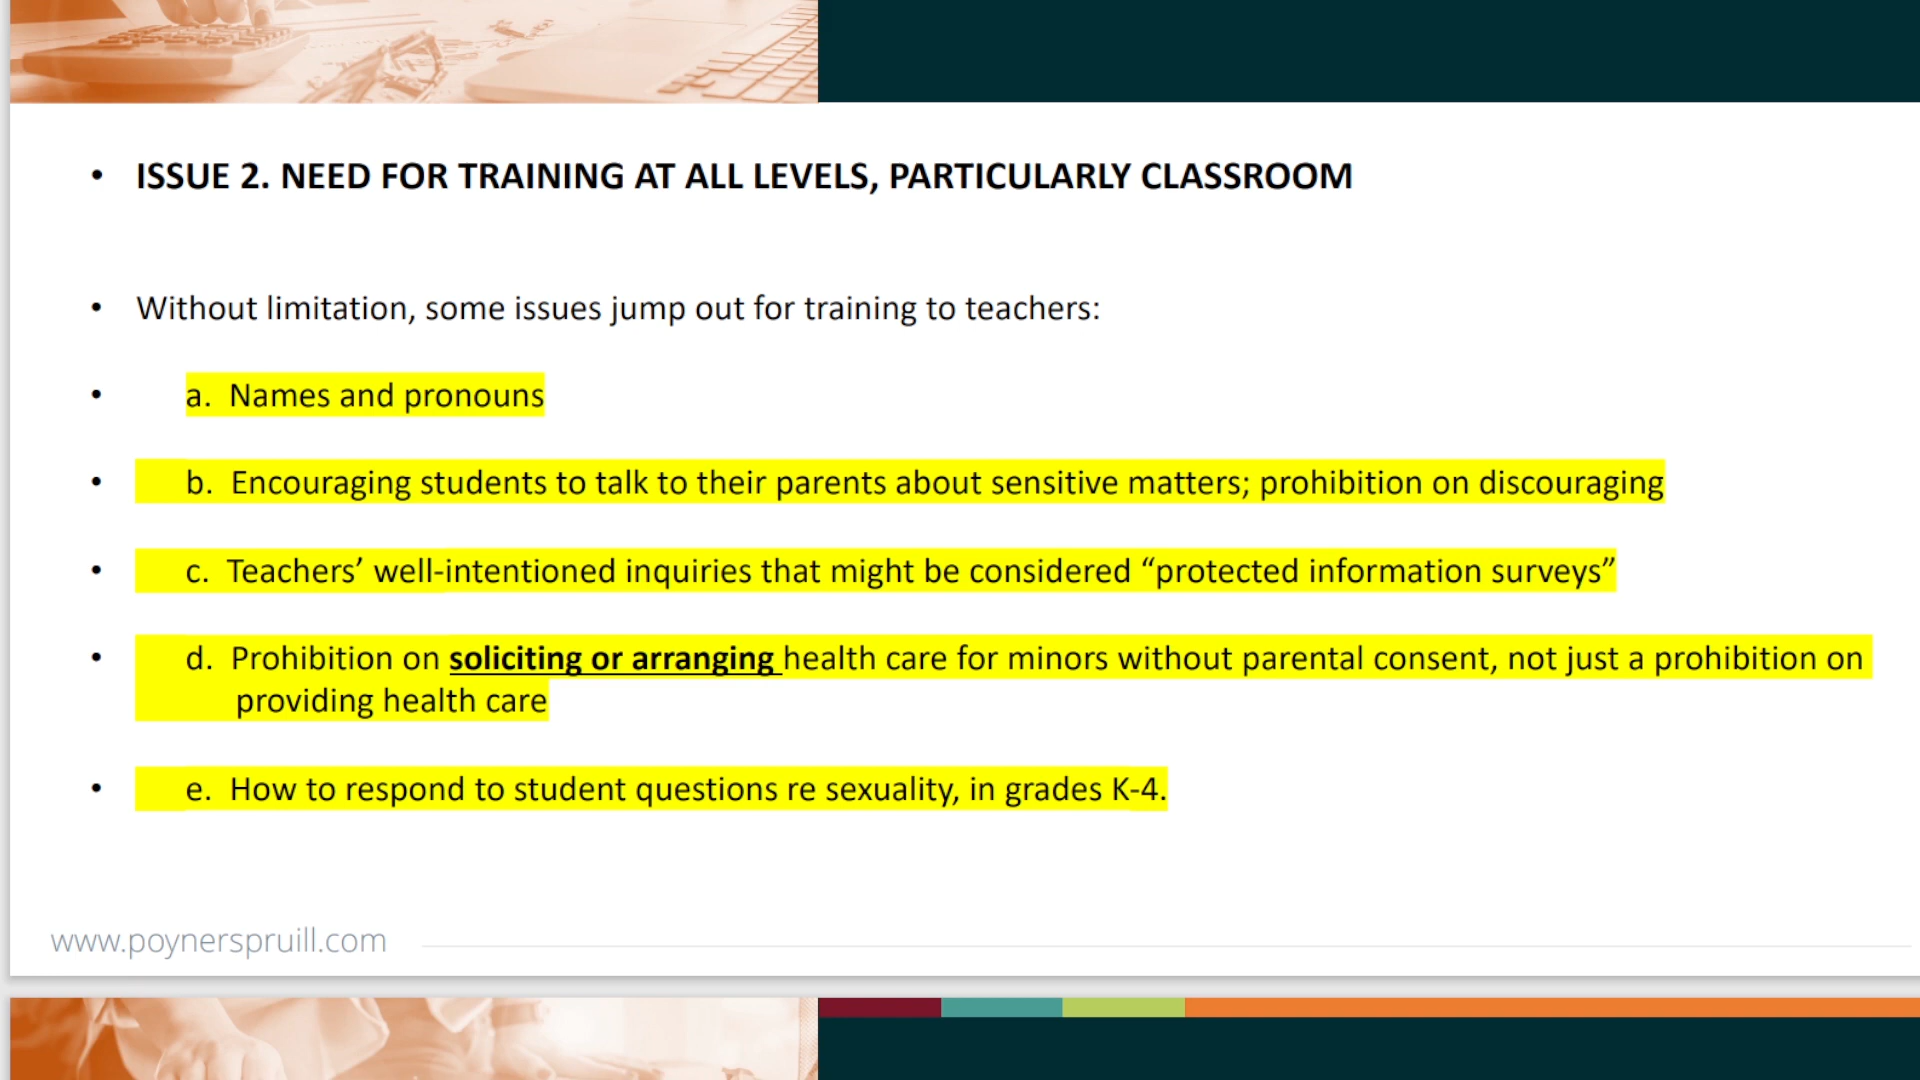 • ISSUE 2. NEED FOR TRAINING AT ALL LEVELS, PARTICULARLY CLASSROOM
• Without limitation, some issues jump out for training to teachers:
• a. Names and pronouns
• b. Encouraging students to talk to their parents about sensitive matters; prohibition on discouraging
• c. Teachers’ well-intentioned inquiries that might be considered “protected information surveys”
• d. Prohibition on soliciting or arranging health care for minors without parental consent, not just a prohibition on
providing health care
• e. How to respond to student questions re sexuality, in grades K-4.
www.poynerspruill.com